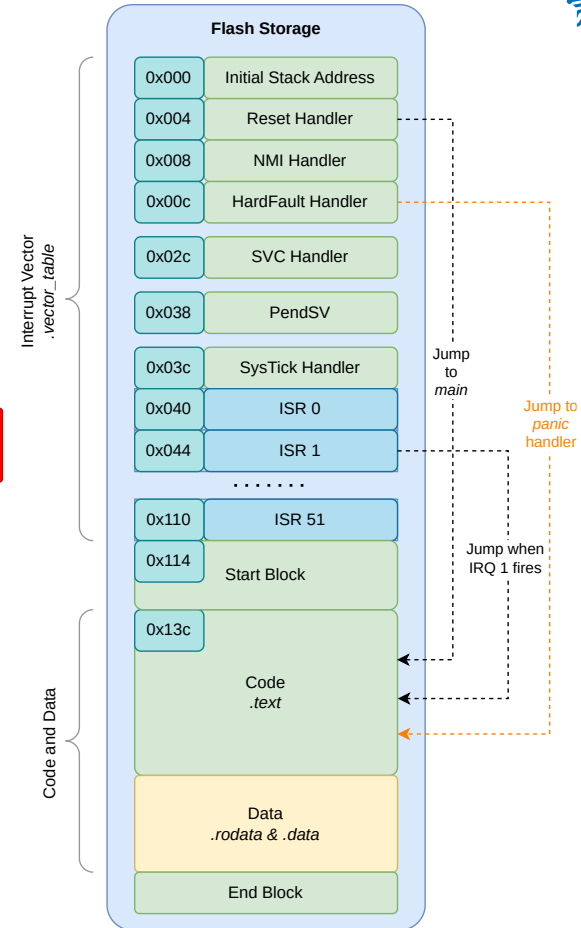 Flash Storage
0x000 Initial Stack Address
0x004 Reset Handler
0x008 NMI Handler
0x00c HardFault Handler
0x02c SVC Handler
0x038 PendSV
0x03c SysTick Handler
0x040 ISR 0
0x044 ISR 1
.......
0x110 ISR 51
0x114
Start Block
0x13c
Code
.text
Data
.rodata & .data
End Block
Interrupt Vector
.vector_table
Code and Data
Jump
to
main
Jump to
panic
handler
Jump when
IRQ 1 fires